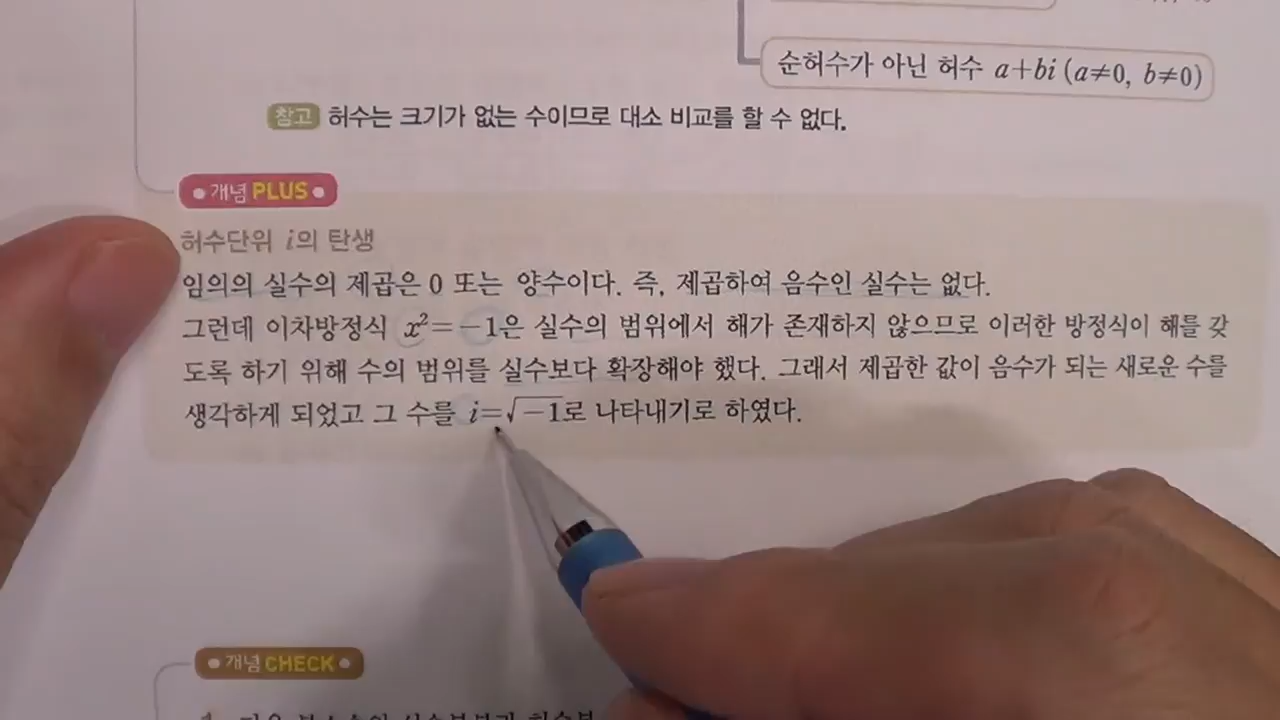 순허수가 아닌 허수 a+bi (a≠0, b≠0)
참고 허수는 크기가 없는 수이므로 대소 비교를 할 수 없다.
개념 PLUS
허수단위 i의 탄생
임의의 실수의 제곱은 0 또는 양수이다. 즉, 제곱하여 음수인 실수는 없다.
그런데 이차방정식 x²=-1은 실수의 범위에서 해가 존재하지 않으므로 이러한 방정식이 해를 갖
도록 하기 위해 수의 범위를 실수보다 확장해야 했다. 그래서 제곱한 값이 음수가 되는 새로운 수를
생각하게 되었고 그 수를 i=√-1로 나타내기로 하였다.
개념 CHECK